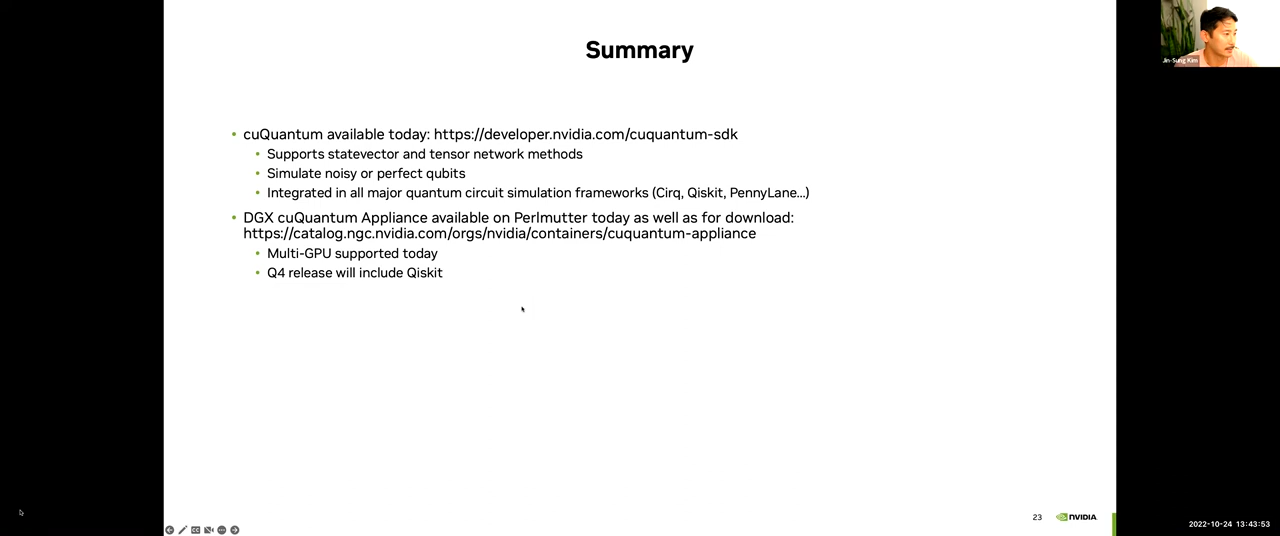 Summary
Jin-Sung Kim
• cuQuantum available today: https://developer.nvidia.com/cuquantum-sdk
• Supports statevector and tensor network methods
• Simulate noisy or perfect qubits
• Integrated in all major quantum circuit simulation frameworks (Cirq, Qiskit, PennyLane...)
• DGX cuQuantum Appliance available on Perlmutter today as well as for download:
https://catalog.ngc.nvidia.com/orgs/nvidia/containers/cuquantum-appliance
• Multi-GPU supported today
• Q4 release will include Qiskit
23
NVIDIA
2022-10-24 13:43:53